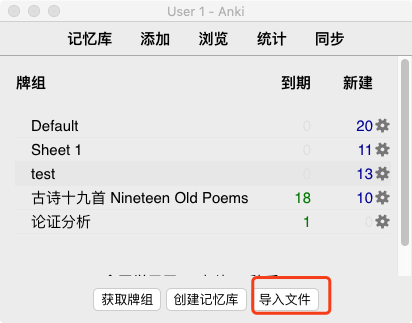 User 1 - Anki
记忆库 添加 浏览 统计 同步
牌组 到期 新建
Default 0 20
Sheet 1 0 11
test 0 13
古诗十九首 Nineteen Old Poems 18 10
论证分析 1 0
获取牌组 创建记忆库 导入文件